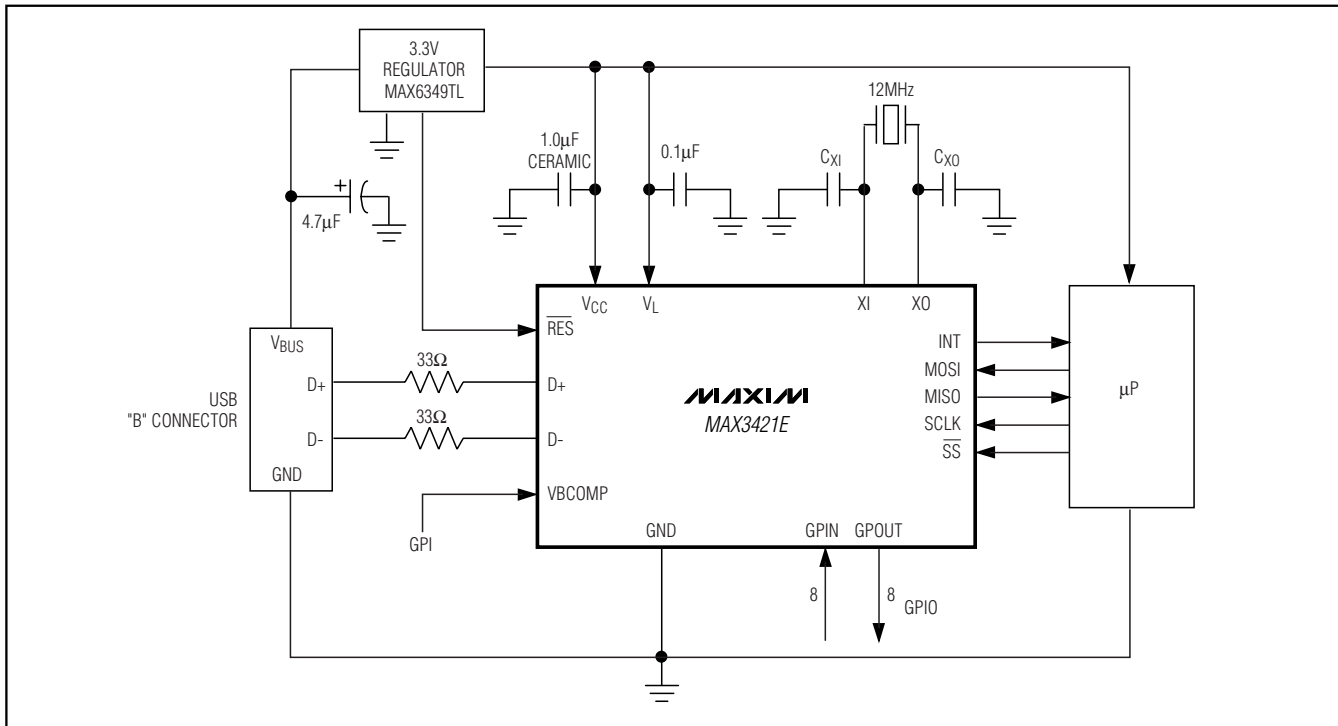 3.3V
REGULATOR
MAX6349TL
12MHz
1.0μF
CERAMIC
0.1μF
CXI
CXO
+
4.7μF
VCC
VL
XI
XO
RES
VBUS
INT
33Ω
MOSI
D+
D+
MAXIM
MISO
μP
USB
"B" CONNECTOR
MAX3421E
33Ω
SCLK
D-
D-
SS
GND
VBCOMP
GPI
GND
GPIN
GPOUT
8
8
GPIO